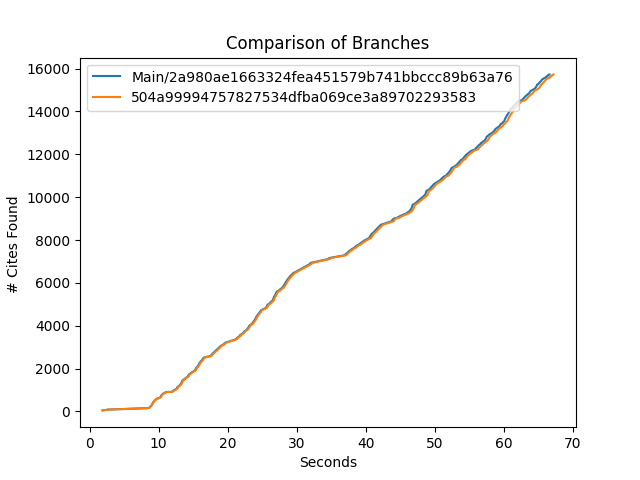 Comparison of Branches
Main/2a980ae1663324fea451579b741bbccc89b63a76
504a99994757827534dfba069ce3a89702293583
16000
14000
12000
10000
8000
6000
4000
2000
0
# Cites Found
0 10 20 30 40 50 60 70
Seconds